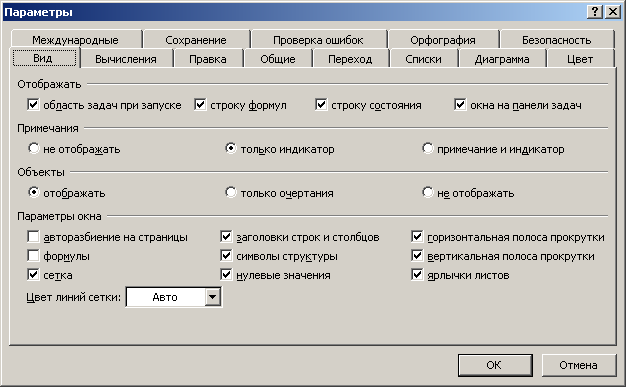 Параметры
Международные Сохранение Проверка ошибок Орфография Безопасность
Вид Вычисления Правка Общие Переход Списки Диаграмма Цвет
Отображать
область задач при запуске строку формул строку состояния окна на панели задач
Примечания
не отображать только индикатор примечание и индикатор
Объекты
отображать только очертания не отображать
Параметры окна
авторазбиение на страницы заголовки строк и столбцов горизонтальная полоса прокрутки
формулы символы структуры вертикальная полоса прокрутки
сетка нулевые значения ярлычки листов
Цвет линий сетки: Авто
ОК Отмена